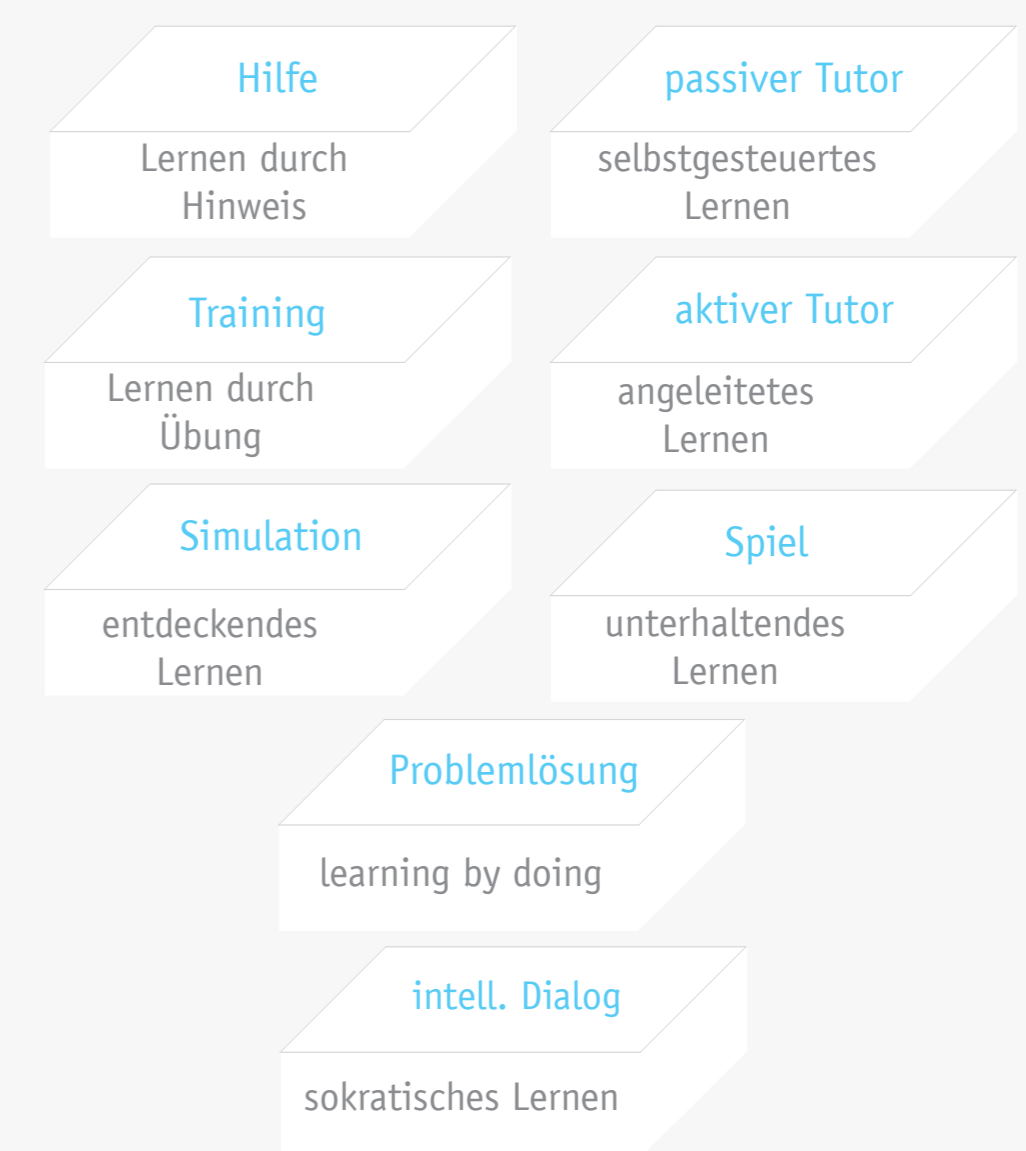 Hilfe
Lernen durch
Hinweis
passiver Tutor
selbstgesteuertes
Lernen
Training
Lernen durch
Übung
aktiver Tutor
angeleitetes
Lernen
Simulation
entdeckendes
Lernen
Spiel
unterhaltendes
Lernen
Problemlösung
learning by doing
intell. Dialog
sokratisches Lernen